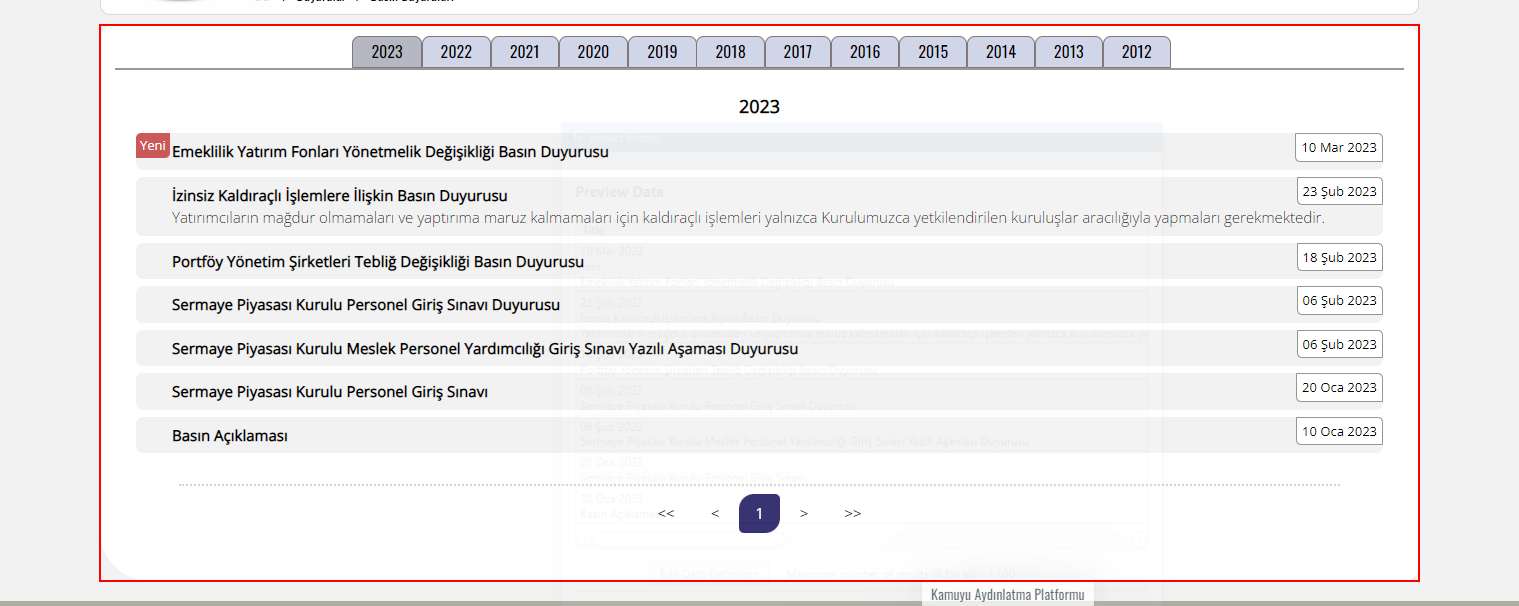 2023 2022 2021 2020 2019 2018 2017 2016 2015 2014 2013 2012
2023
Yeni Emeklilik Yatırım Fonları Yönetmelik Değişikliği Basın Duyurusu 10 Mar 2023
İzinsiz Kaldıraçlı İşlemlere İlişkin Basın Duyurusu 23 Şub 2023
Yatırımcıların mağdur olmamaları ve yaptırıma maruz kalmamaları için kaldıraçlı işlemleri yalnızca Kurulumuzca yetkilendirilen kuruluşlar aracılığıyla yapmaları gerekmektedir.
Portföy Yönetim Şirketleri Tebliğ Değişikliği Basın Duyurusu 18 Şub 2023
Sermaye Piyasası Kurulu Personel Giriş Sınavı Duyurusu 06 Şub 2023
Sermaye Piyasası Kurulu Meslek Personel Yardımcılığı Giriş Sınavı Yazılı Aşaması Duyurusu 06 Şub 2023
Sermaye Piyasası Kurulu Personel Giriş Sınavı 20 Oca 2023
Basın Açıklaması 10 Oca 2023
<< < 1 > >>
Kamuyu Aydınlatma Platformu